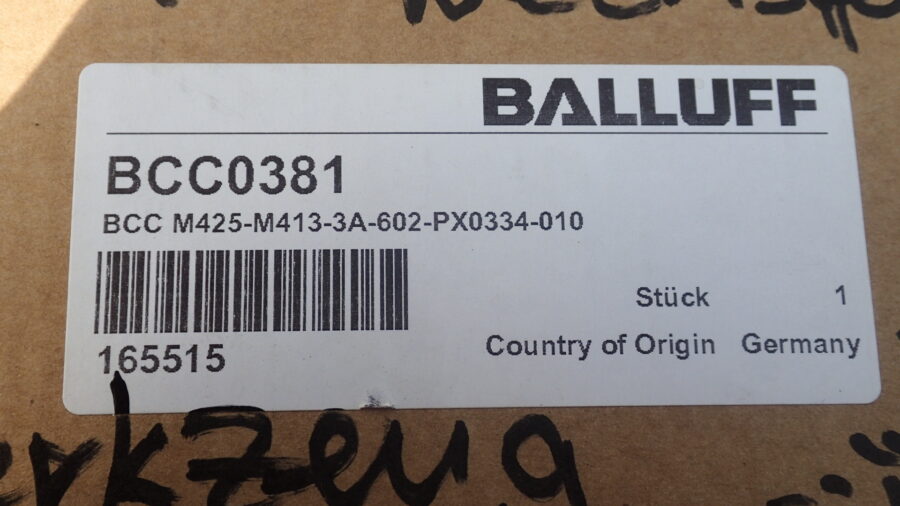 BALLUFF
BCC0381
BCC M425-M413-3A-602-PX0334-010
Stück 1
165515
Country of Origin Germany